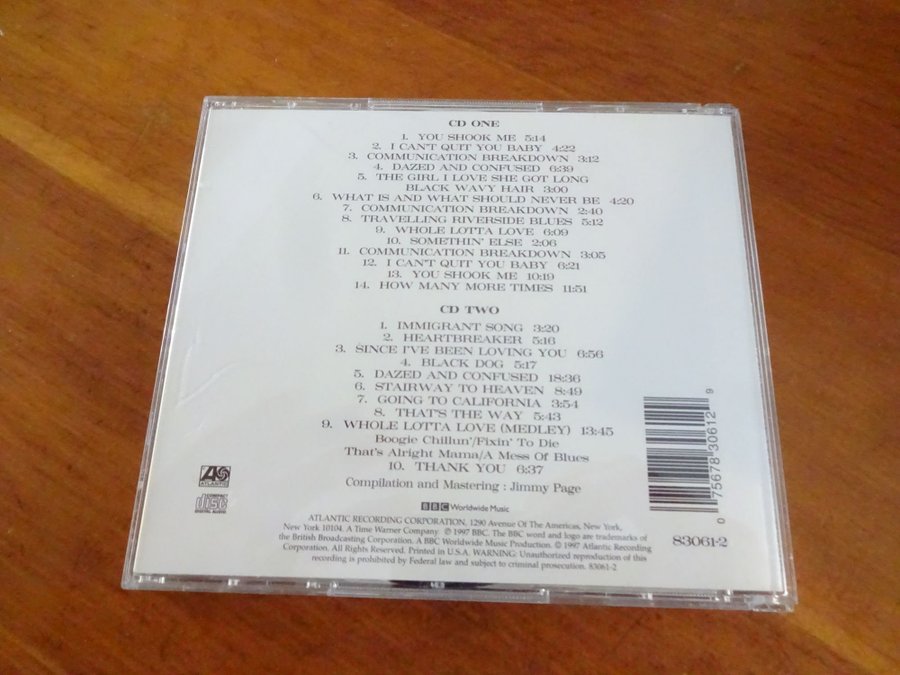 CD ONE
1. YOU SHOOK ME 5:14
2. I CAN'T QUIT YOU BABY 4:22
3. COMMUNICATION BREAKDOWN 3:12
4. DAZED AND CONFUSED 6:39
5. THE GIRL I LOVE SHE GOT LONG
BLACK WAVY HAIR 3:00
6. WHAT IS AND WHAT SHOULD NEVER BE 4:20
7. COMMUNICATION BREAKDOWN 2:40
8. TRAVELLING RIVERSIDE BLUES 5:12
9. WHOLE LOTTA LOVE 6:09
10. SOMETHIN' ELSE 2:06
11. COMMUNICATION BREAKDOWN 3:05
12. I CAN'T QUIT YOU BABY 6:21
13. YOU SHOOK ME 10:19
14. HOW MANY MORE TIMES 11:51
CD TWO
1. IMMIGRANT SONG 3:20
2. HEARTBREAKER 5:16
3. SINCE I'VE BEEN LOVING YOU 6:56
4. BLACK DOG 5:17
5. DAZED AND CONFUSED 18:36
6. STAIRWAY TO HEAVEN 8:49
7. GOING TO CALIFORNIA 3:54
8. THAT'S THE WAY 5:43
9. WHOLE LOTTA LOVE (MEDLEY) 13:45
Boogie Chillun'/Fixin' To Die
That's Alright Mama/A Mess Of Blues
10. THANK YOU 6:37
Compilation and Mastering : Jimmy Page
BBC Worldwide Music
ATLANTIC RECORDING CORPORATION, 1290 Avenue Of The Americas, New York,
New York 10104. A Time Warner Company. ℗ 1997 BBC. The BBC word and logo are trademarks of
the British Broadcasting Corporation. A BBC Worldwide Music Production. © 1997 Atlantic Recording
Corporation. All Rights Reserved. Printed in U.S.A. WARNING: Unauthorized reproduction of this
recording is prohibited by Federal law and subject to criminal prosecution. 83061-2
ATLANTIC
COMPACT
disc
DIGITAL AUDIO
0 75678 30612 9
83061-2